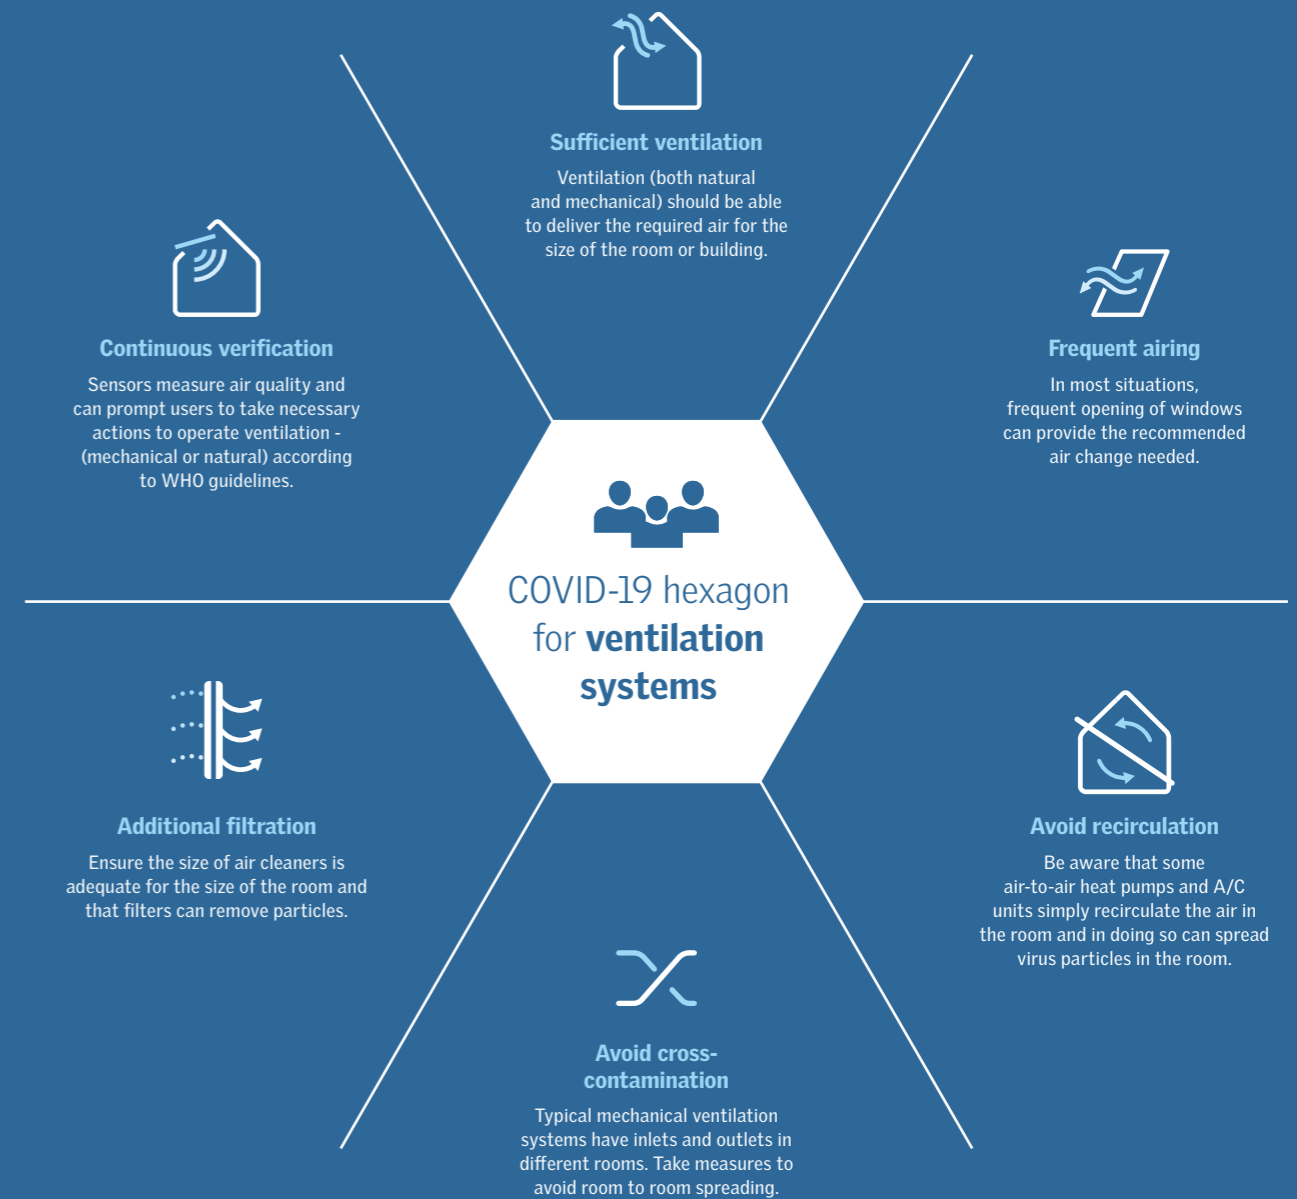 Sufficient ventilation
Ventilation (both natural
and mechanical) should be able
to deliver the required air for the
size of the room or building.
Frequent airing
In most situations,
frequent opening of windows
can provide the recommended
air change needed.
Avoid recirculation
Be aware that some
air-to-air heat pumps and A/C
units simply recirculate the air in
the room and in doing so can spread
virus particles in the room.
Avoid cross-
contamination
Typical mechanical ventilation
systems have inlets and outlets in
different rooms. Take measures to
avoid room to room spreading.
Additional filtration
Ensure the size of air cleaners is
adequate for the size of the room and
that filters can remove particles.
Continuous verification
Sensors measure air quality and
can prompt users to take necessary
actions to operate ventilation -
(mechanical or natural) according
to WHO guidelines.
COVID-19 hexagon
for ventilation
systems